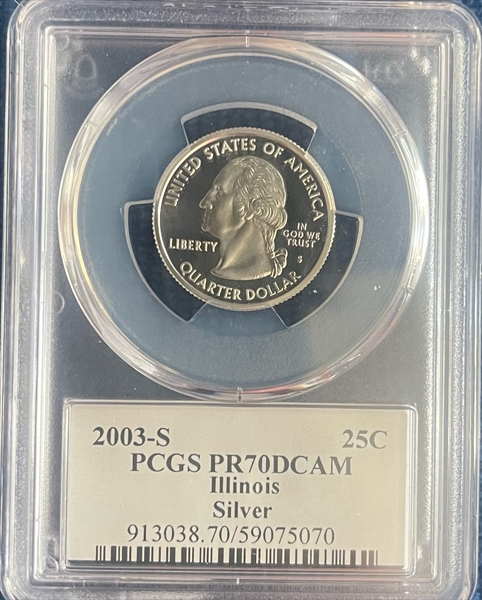 UNITED STATES OF AMERICA
LIBERTY
IN
GOD WE
TRUST
S
QUARTER DOLLAR
2003-S 25C
PCGS PR70DCAM
Illinois
Silver
913038.70/59075070